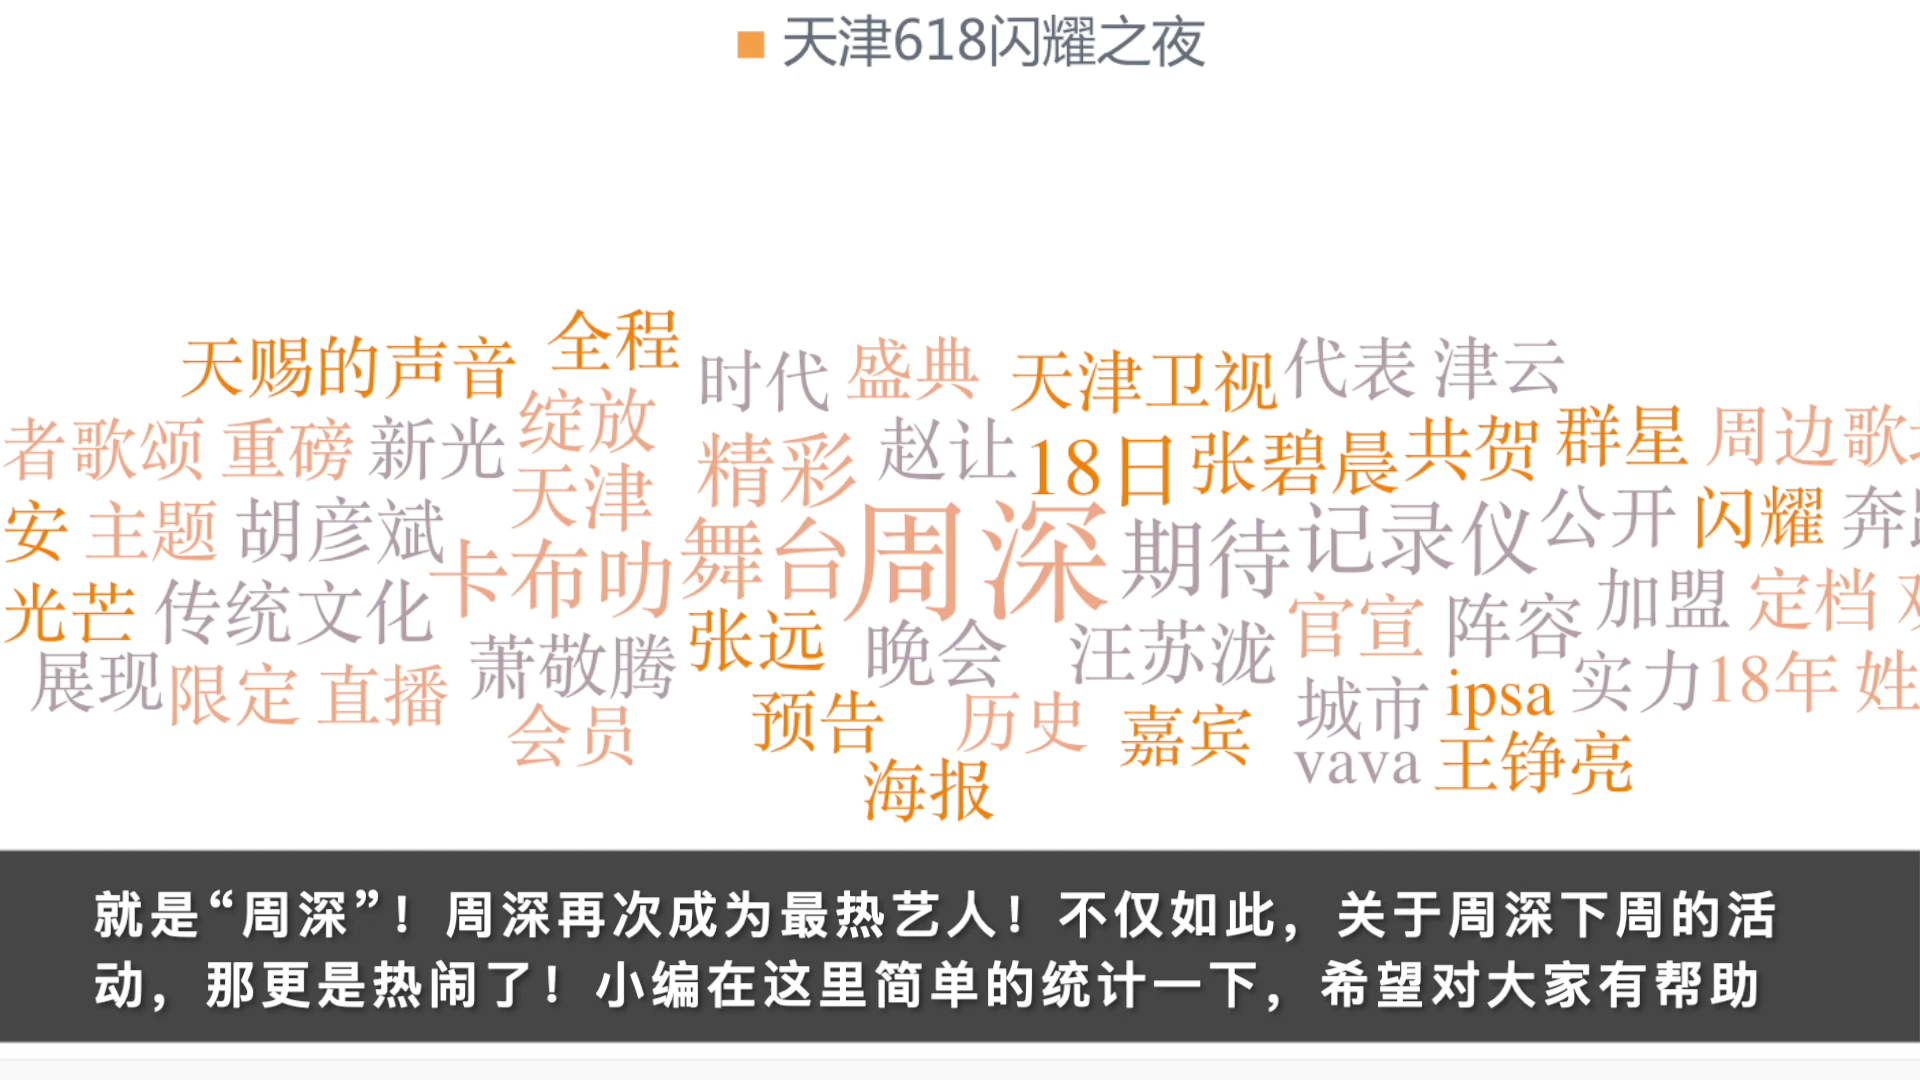 天津618闪耀之夜
全程
天赐的声音
时代
盛典
天津卫视
代表
津云
者歌颂
重磅
新光
绽放
精彩
赵让
18日
张碧晨
共贺
群星
周边
安
主题
胡彦斌
天津
卡布叻
舞台
周深
期待
记录仪
公开
闪耀
光芒
传统文化
萧敬腾
张远
晚会
汪苏泷
官宣
阵容
加盟
定档
展现
限定
直播
会员
预告
历史
嘉宾
城市
ipsa
实力
18年
姓
海报
vava
王铮亮
就是“周深”！周深再次成为最热艺人！不仅如此，关于周深下周的活
动，那更是热闹了！小编在这里简单的统计一下，希望对大家有帮助